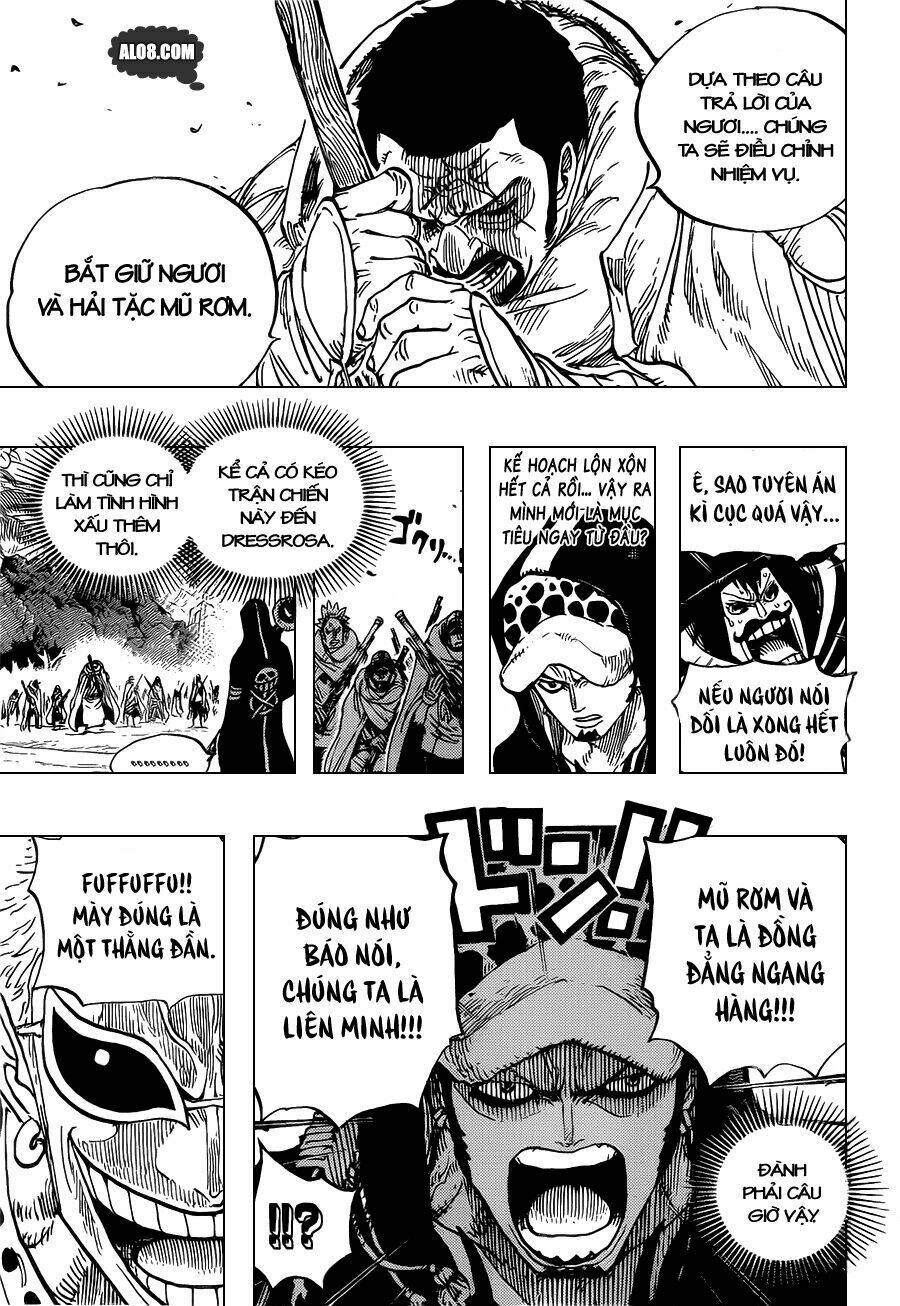 ALO8.COM
DỰA THEO CÂU
TRẢ LỜI CỦA
NGƯƠI.... CHÚNG
TA SẼ ĐIỀU CHỈNH
NHIỆM VỤ.
BẮT GIỮ NGƯƠI
VÀ HẢI TẶC MŨ RƠM.
Ê, SAO TUYÊN ÁN
KÌ CỤC QUÁ VẬY...
NẾU NGƯƠI NÓI
DỐI LÀ XONG HẾT
LUÔN ĐÓ!
KẾ HOẠCH LỘN XỘN
HẾT CẢ RỒI... VẬY RA
MÌNH MỚI LÀ MỤC
TIÊU NGAY TỪ ĐẦU?
KỂ CẢ CÓ KÉO
TRẬN CHIẾN
NÀY ĐẾN
DRESSROSA.
ゴクリ...
THÌ CŨNG CHỈ
LÀM TÌNH HÌNH
XẤU THÊM
THÔI.
..........
ドン!!
MŨ RƠM VÀ
TA LÀ ĐỒNG
ĐẲNG NGANG
HÀNG!!!
ĐÚNG NHƯ
BÁO NÓI,
CHÚNG TA LÀ
LIÊN MINH!!!
ĐÀNH
PHẢI CÂU
GIỜ VẬY.
!!?
FUFFUFFU!!
MÀY ĐÚNG LÀ
MỘT THẰNG ĐẦN.